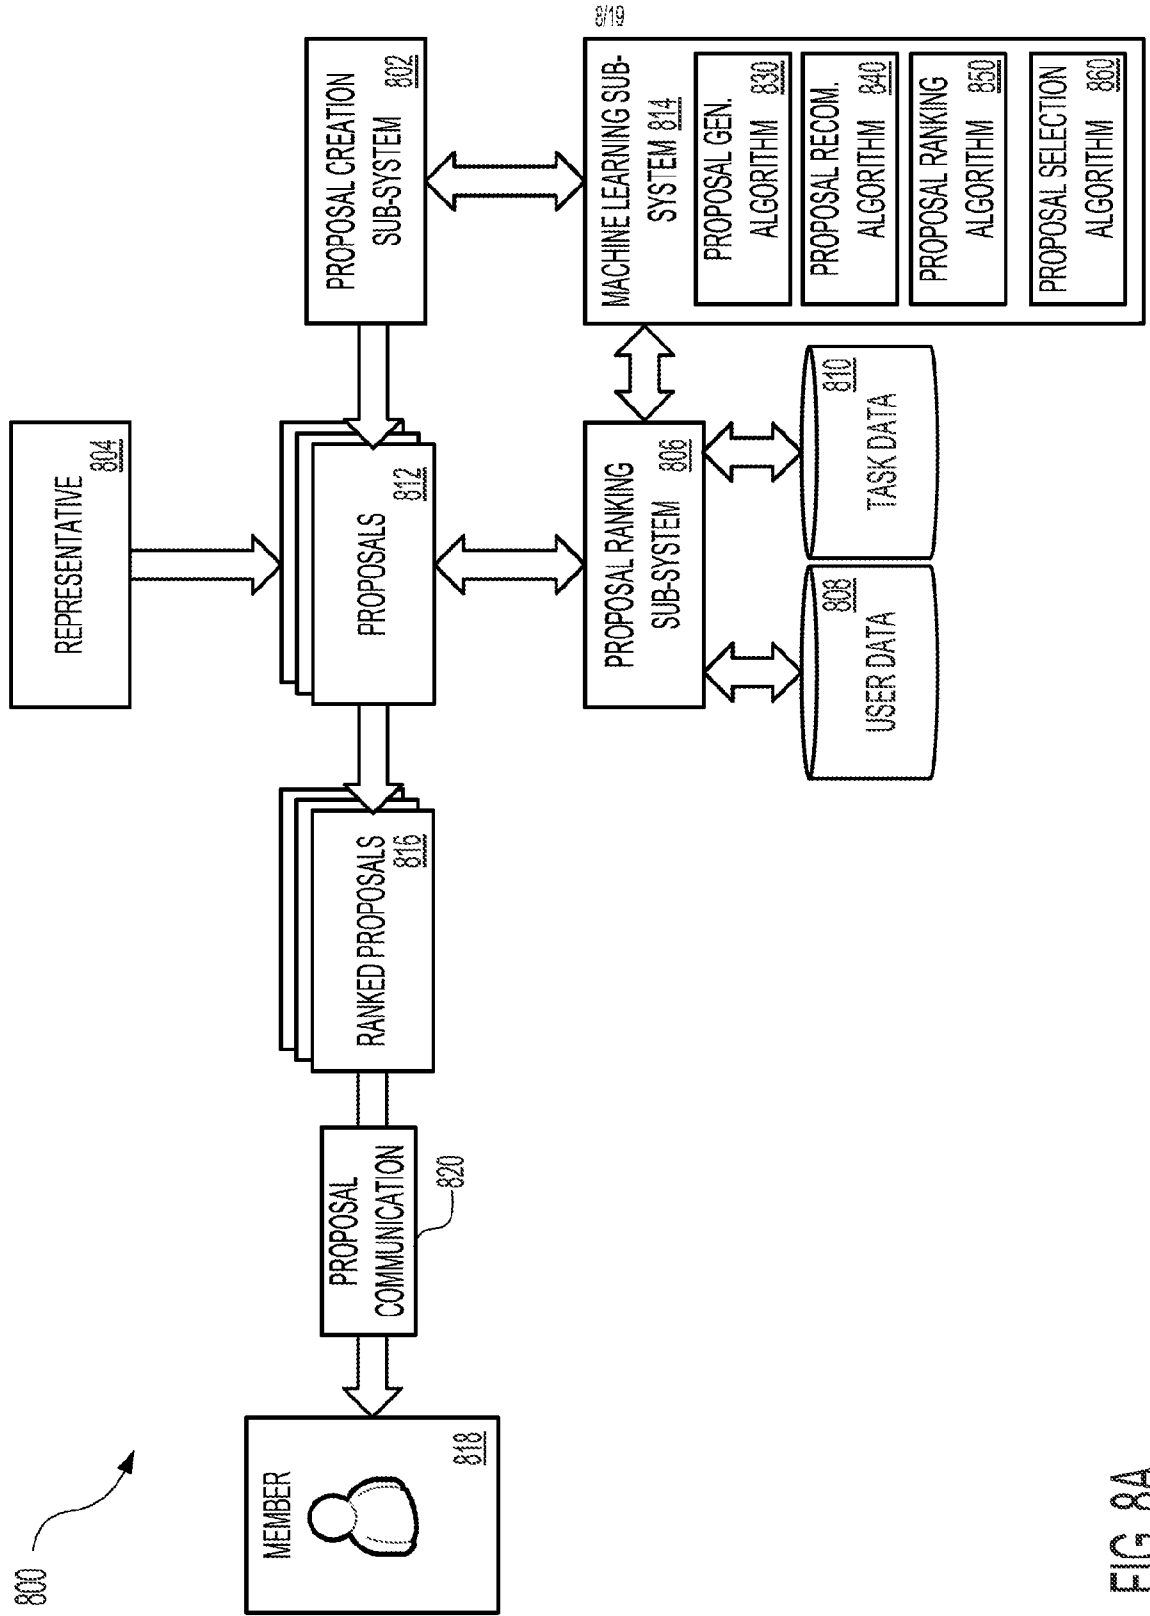 8/19
800
REPRESENTATIVE
804
MEMBER
818
PROPOSAL
COMMUNICATION
820
RANKED PROPOSALS
816
PROPOSALS
812
PROPOSAL CREATION
SUB-SYSTEM
802
PROPOSAL RANKING
SUB-SYSTEM
806
MACHINE LEARNING SUB-
SYSTEM 814
PROPOSAL GEN.
ALGORITHM 830
PROPOSAL RECOM.
ALGORITHM 840
PROPOSAL RANKING
ALGORITHM 850
PROPOSAL SELECTION
ALGORITHM 860
808
USER DATA
810
TASK DATA
FIG. 8A